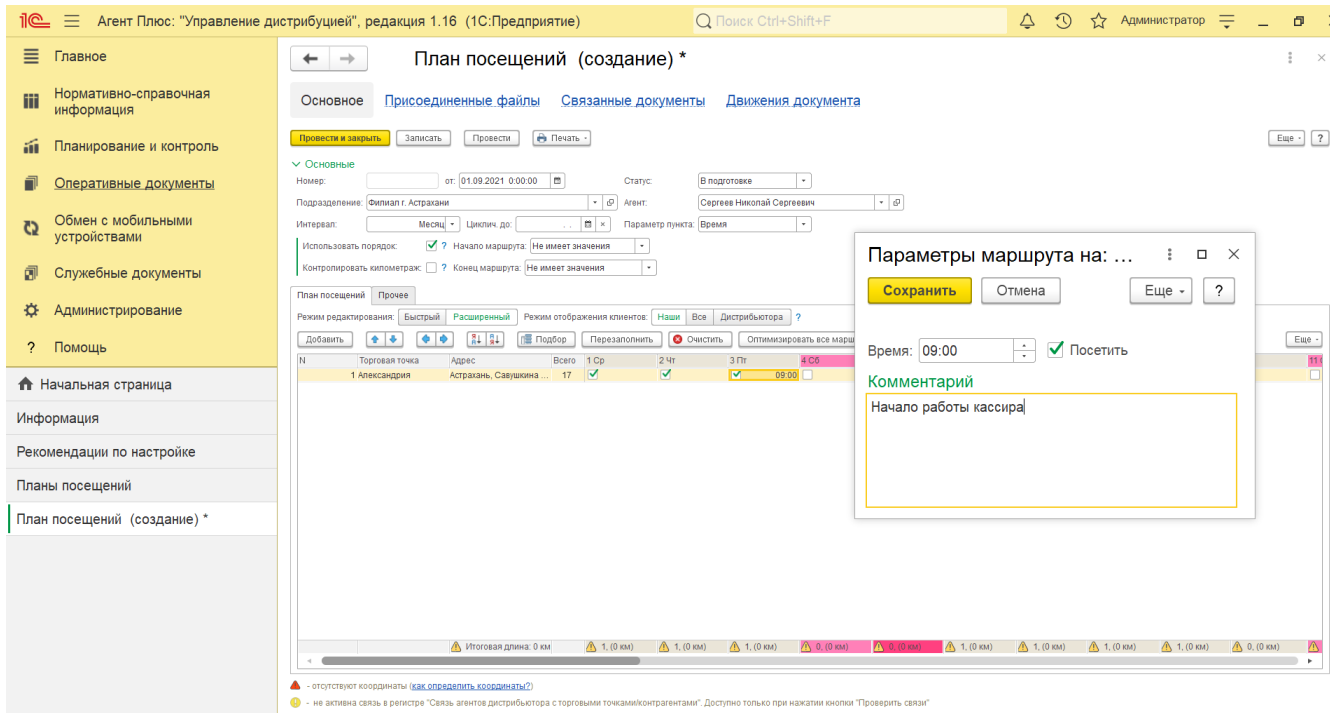 1С Агент Плюс: "Управление дистрибуцией", редакция 1.16 (1С:Предприятие) Поиск Ctrl+Shift+F Администратор
Главное
Нормативно-справочная
информация
Планирование и контроль
Оперативные документы
Обмен с мобильными
устройствами
Служебные документы
Администрирование
? Помощь
Начальная страница
Информация
Рекомендации по настройке
Планы посещений
План посещений (создание) *
План посещений (создание) *
Основное Присоединенные файлы Связанные документы Движения документа
Провести и закрыть Записать Провести Печать Еще ?
Основные
Номер: от: 01.09.2021 0:00:00 Статус: В подготовке
Подразделение: Филиал г. Астрахани Агент: Сергеев Николай Сергеевич
Интервал: Месяц Циклич. до: . . Параметр пункта: Время
Использовать порядок: ? Начало маршрута: Не имеет значения
Контролировать километраж: ? Конец маршрута: Не имеет значения
План посещений Прочее
Режим редактирования: Быстрый Расширенный Режим отображения клиентов: Наши Все Дистрибьютора ?
Добавить Подбор Перезаполнить Очистить Оптимизировать все марш Еще
N Торговая точка Адрес Всего 1 Ср 2 Чт 3 Пт 4 Сб
1 Александрия Астрахань, Савушкина ... 17 09:00
Итоговая длина: 0 км 1, (0 км) 1, (0 км) 1, (0 км) 0, (0 км) 0, (0 км) 1, (0 км) 1, (0 км) 1, (0 км) 1, (0 км) 0, (0 км)
- отсутствуют координаты (как определить координаты?)
- не активна связь в регистре "Связь агентов дистрибьютора с торговыми точками/контрагентами". Доступно только при нажатии кнопки "Проверить связи"
Параметры маршрута на: ...
Сохранить Отмена Еще ?
Время: 09:00 Посетить
Комментарий
Начало работы кассира